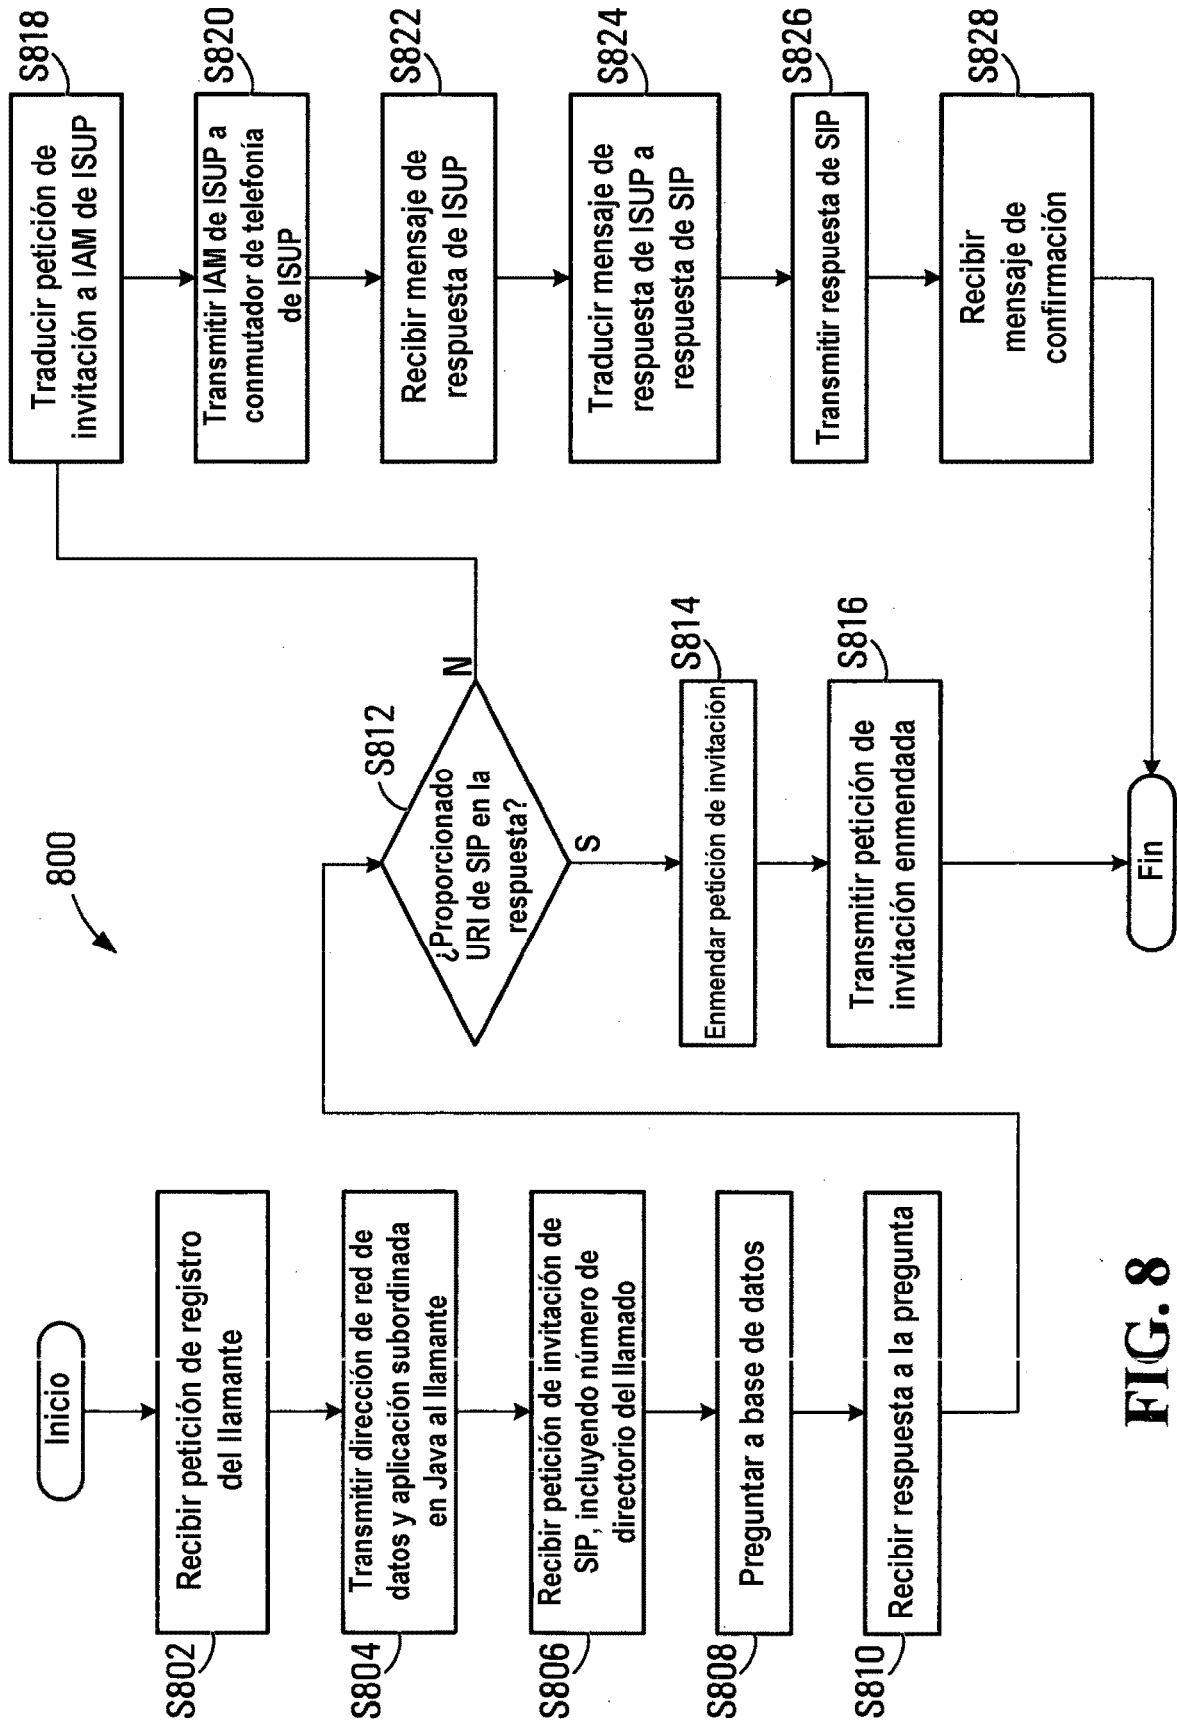 800
Inicio
S802
Recibir petición de registro
del llamante
S804
Transmitir dirección de red de
datos y aplicación subordinada
en Java al llamante
S806
Recibir petición de invitación de
SIP, incluyendo número de
directorio del llamado
S808
Preguntar a base de datos
S810
Recibir respuesta a la pregunta
S812
¿Proporcionado
URI de SIP en la
respuesta?
N
S
S814
Enmendar petición de invitación
S816
Transmitir petición de
invitación enmendada
Fin
S818
Traducir petición de
invitación a IAM de ISUP
S820
Transmitir IAM de ISUP a
conmutador de telefonía
de ISUP
S822
Recibir mensaje de
respuesta de ISUP
S824
Traducir mensaje de
respuesta de ISUP a
respuesta de SIP
S826
Transmitir respuesta de SIP
S828
Recibir
mensaje de
confirmación
FIG. 8